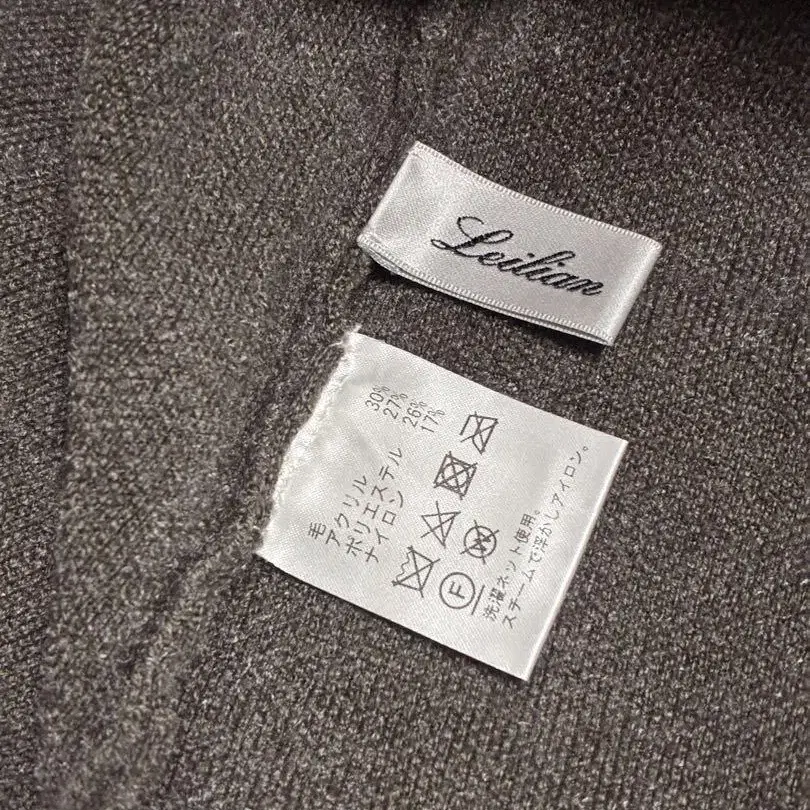 Leilian
毛 30%
アクリル 27%
ポリエステル 26%
ナイロン 17%
F
W
洗濯ネット使用。
スチームで浮かしアイロン。